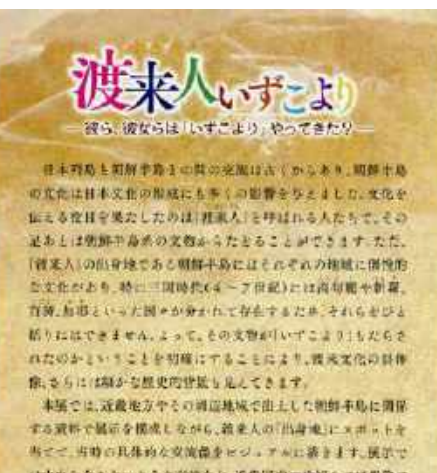 渡来人いずこより
―彼ら、彼女らは「いずこより」やってきた？―
日本列島と朝鮮半島との間の交流は古くからあり、朝鮮半島
の文化は日本文化の形成にも多くの影響を与えました。文化を
伝える役目を果たしたのは「渡来人」と呼ばれる人たちで、その
足あとは朝鮮半島系の文物からたどることができます。ただ、
「渡来人」の出身地である朝鮮半島にはそれぞれの地域に個性的
な文化があり、特に三国時代(4～7世紀)には高句麗や新羅、
百済、加耶といった国々が分かれて存在するため、それらをひと
括りにはできません。よって、その文物が「いずこより」もたらさ
れたのかということを明確にすることにより、渡来文化の具体
像、さらには細かな歴史的背景も見えてきます。
本展では、近畿地方やその周辺地域で出土した朝鮮半島に関係
する資料で展示を構成しながら、渡来人の「出身地」にスポットを
当てて、当時の具体的な交流像をビジュアルに描きます。展示で